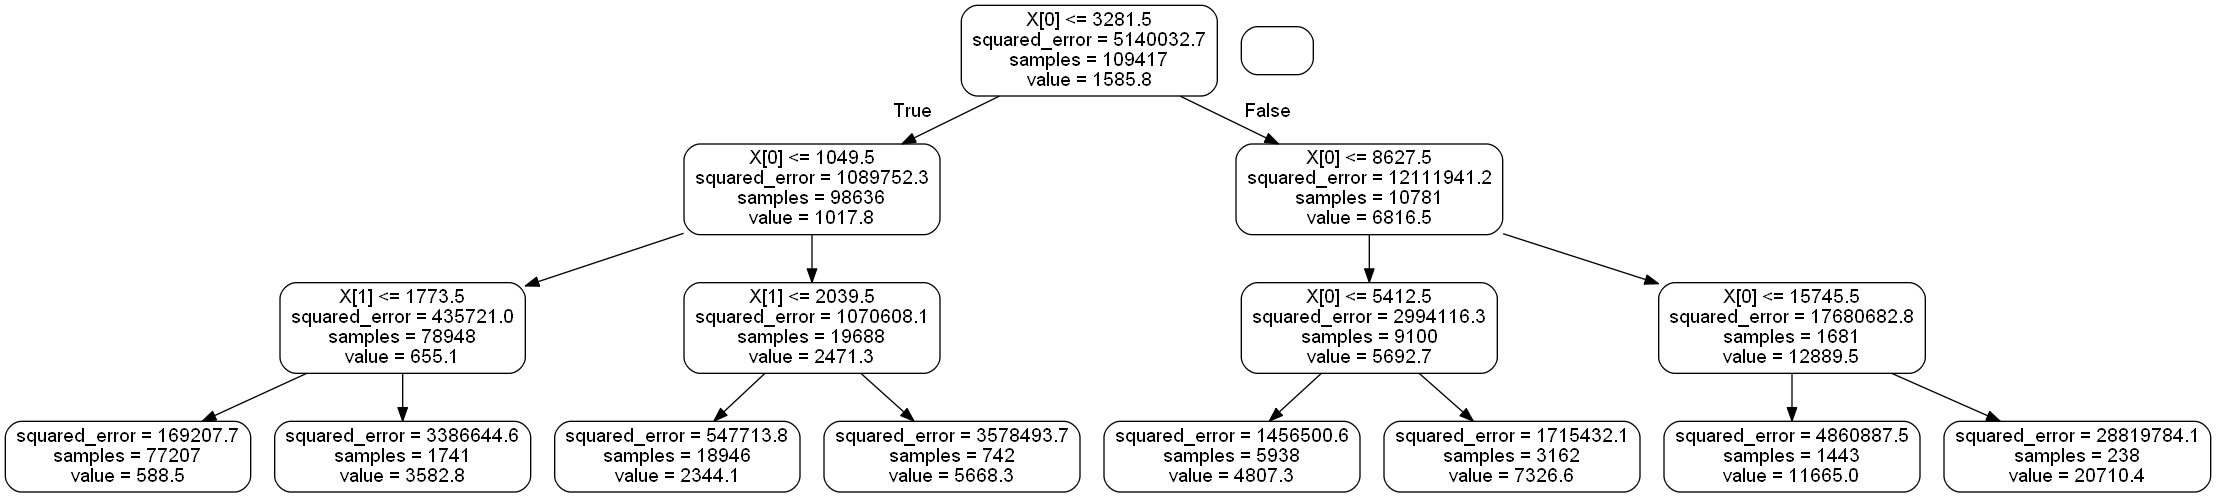 X[0] <= 3281.5
squared_error = 5140032.7
samples = 109417
value = 1585.8
True
False
X[0] <= 1049.5
squared_error = 1089752.3
samples = 98636
value = 1017.8
X[0] <= 8627.5
squared_error = 12111941.2
samples = 10781
value = 6816.5
X[1] <= 1773.5
squared_error = 435721.0
samples = 78948
value = 655.1
X[1] <= 2039.5
squared_error = 1070608.1
samples = 19688
value = 2471.3
X[0] <= 5412.5
squared_error = 2994116.3
samples = 9100
value = 5692.7
X[0] <= 15745.5
squared_error = 17680682.8
samples = 1681
value = 12889.5
squared_error = 169207.7
samples = 77207
value = 588.5
squared_error = 3386644.6
samples = 1741
value = 3582.8
squared_error = 547713.8
samples = 18946
value = 2344.1
squared_error = 3578493.7
samples = 742
value = 5668.3
squared_error = 1456500.6
samples = 5938
value = 4807.3
squared_error = 1715432.1
samples = 3162
value = 7326.6
squared_error = 4860887.5
samples = 1443
value = 11665.0
squared_error = 28819784.1
samples = 238
value = 20710.4